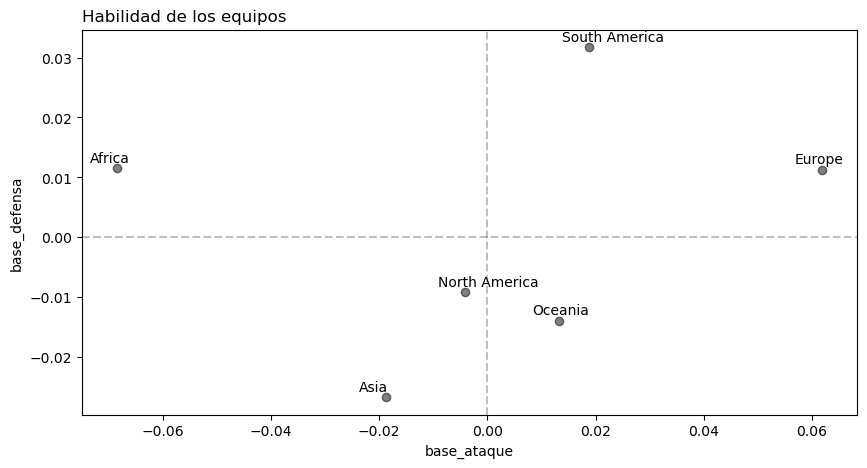 Habilidad de los equipos
South America
Africa
Europe
North America
Oceania
Asia
base_defensa
0.03
0.02
0.01
0.00
−0.01
−0.02
−0.06
−0.04
−0.02
0.00
0.02
0.04
0.06
base_ataque